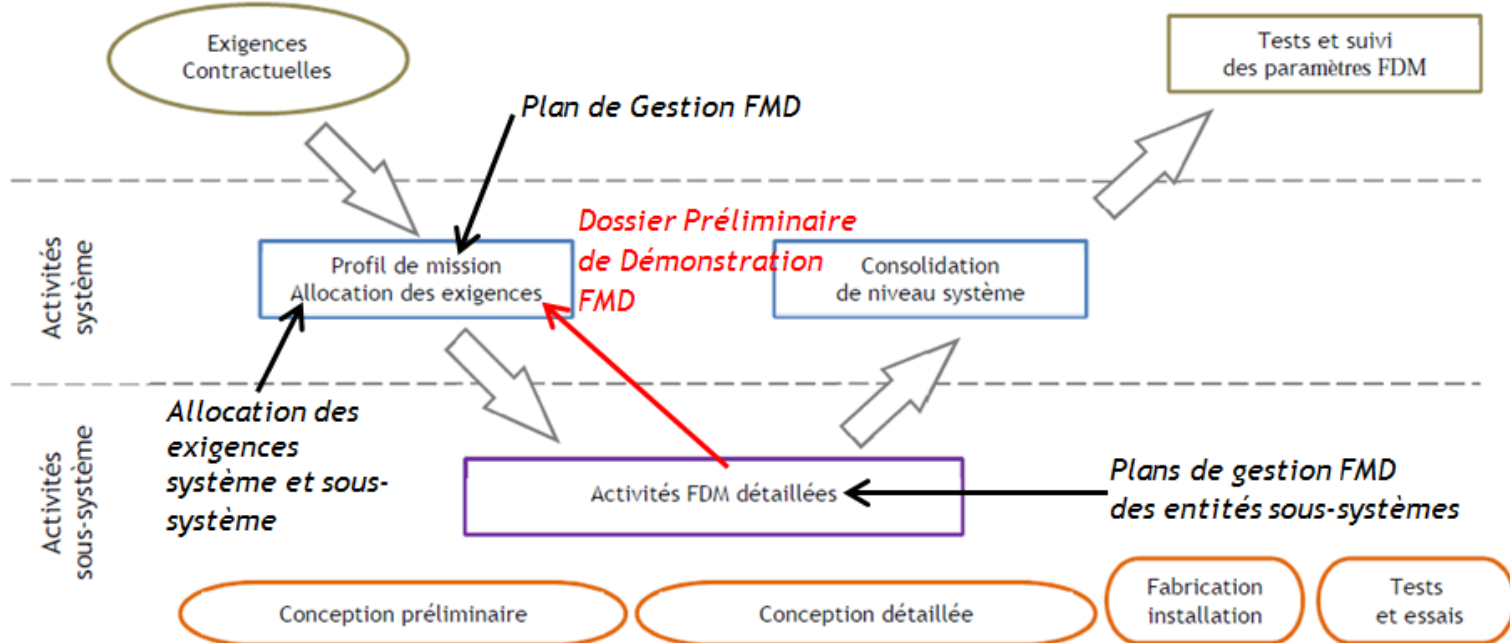 Exigences
Contractuelles
Tests et suivi
des paramètres FDM
Plan de Gestion FMD
Activités
système
Profil de mission
Allocation des exigences
Dossier Préliminaire
de Démonstration
FMD
Consolidation
de niveau système
Activités
sous-système
Allocation des
exigences
système et sous-
système
Activités FDM détaillées
Plans de gestion FMD
des entités sous-systèmes
Conception préliminaire
Conception détaillée
Fabrication
installation
Tests
et essais